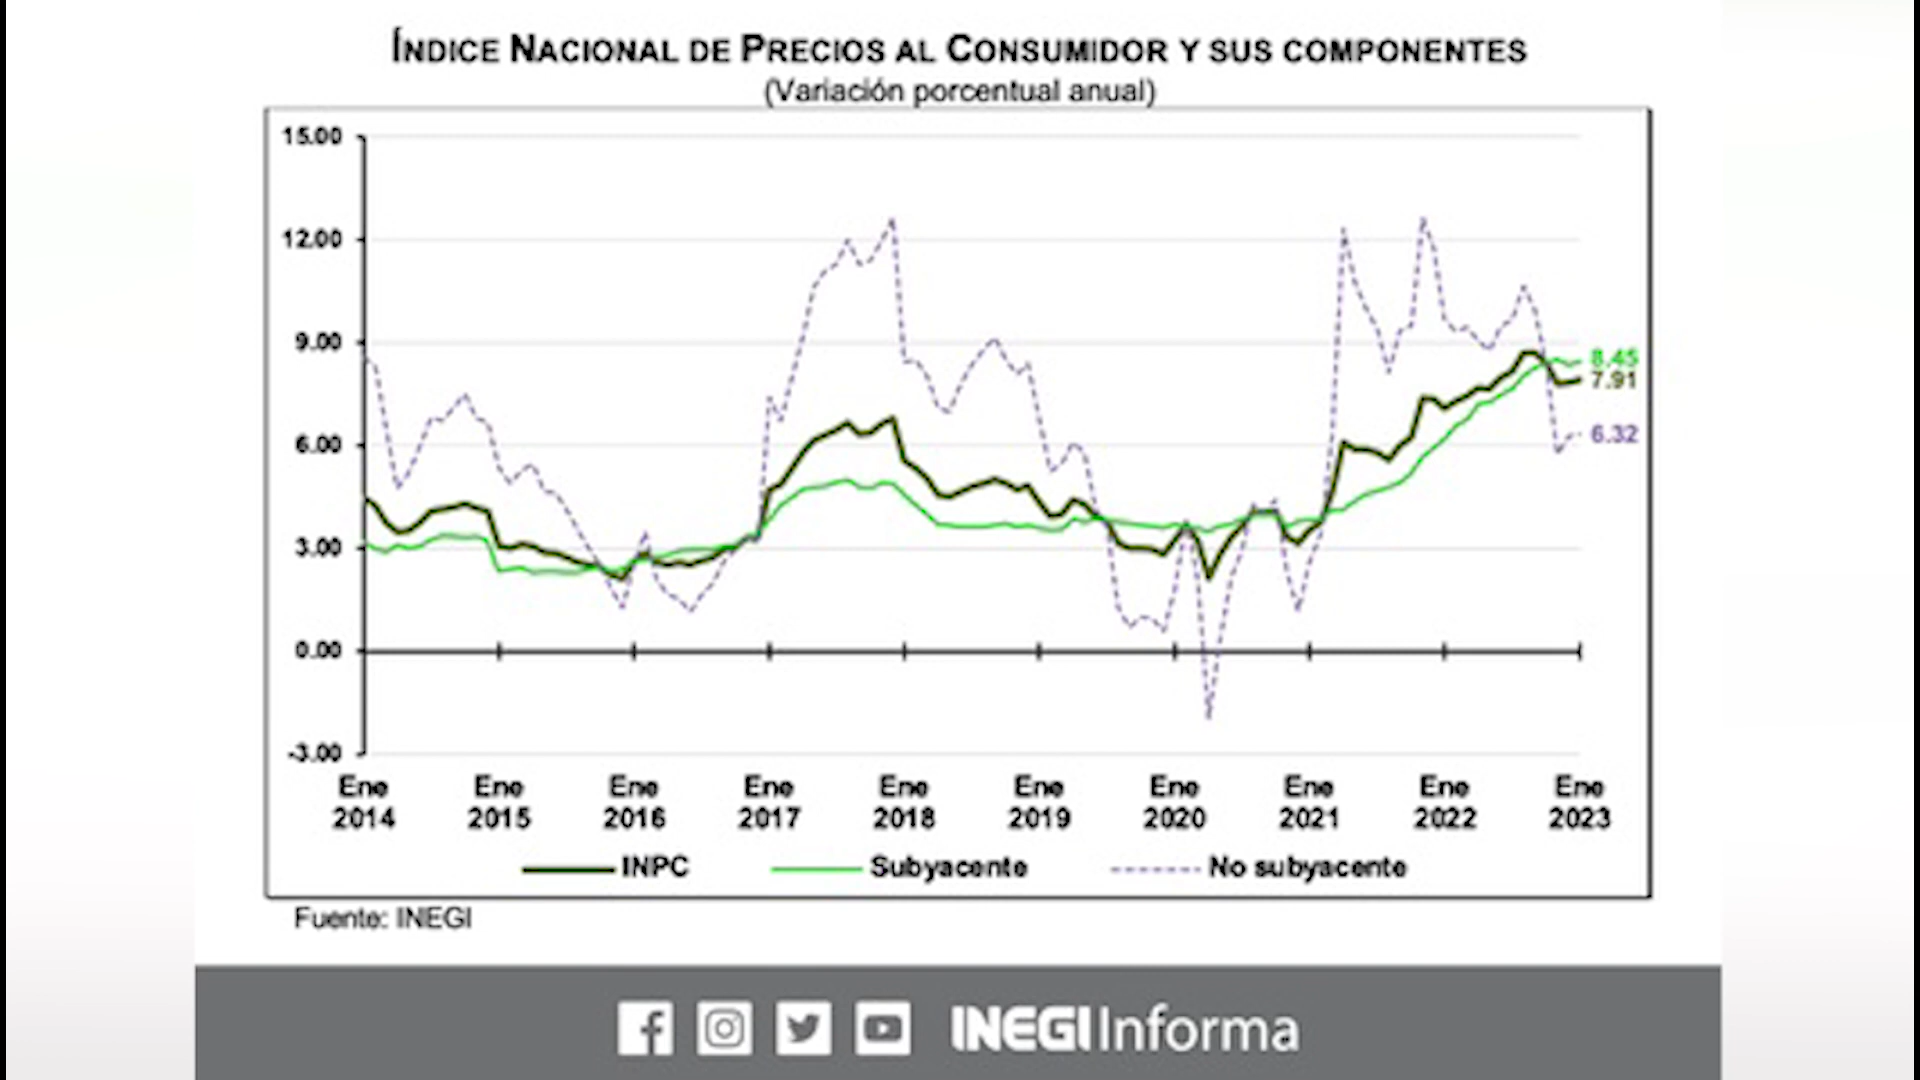 ÍNDICE NACIONAL DE PRECIOS AL CONSUMIDOR Y SUS COMPONENTES
(Variación porcentual anual)
15.00
12.00
9.00
6.00
3.00
0.00
-3.00
8.45
7.91
6.32
Ene Ene Ene Ene Ene Ene Ene Ene Ene Ene
2014 2015 2016 2017 2018 2019 2020 2021 2022 2023
INPC Subyacente No subyacente
Fuente: INEGI
INEGI Informa